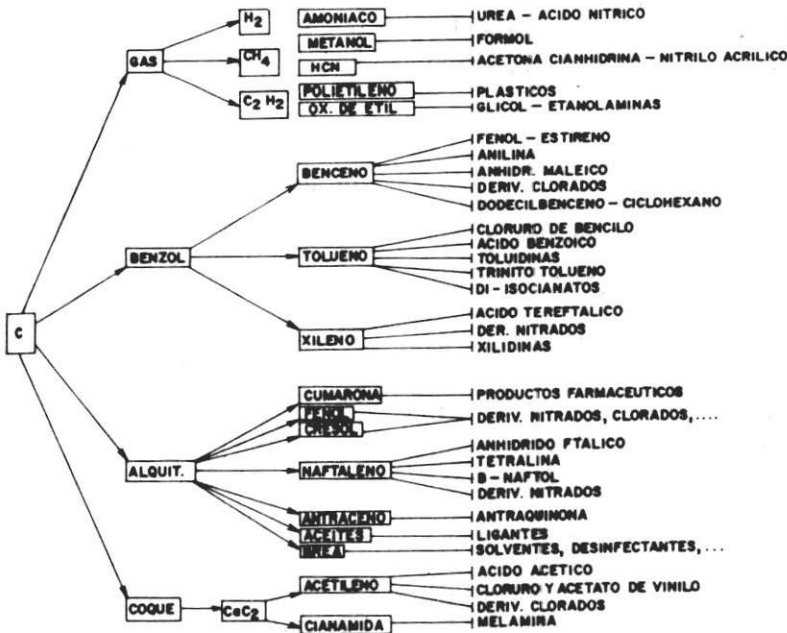 H2 AMONIACO UREA – ACIDO NITRICO
GAS CH4 METANOL FORMOL
HCN ACETONA CIANHIDRINA – NITRILO ACRILICO
C2 H2 POLIETILENO PLASTICOS
OX. DE ETIL GLICOL – ETANOLAMINAS
FENOL – ESTIRENO
ANILINA
BENCENO ANHIDR. MALEICO
DERIV. CLORADOS
DODECILBENCENO – CICLOHEXANO
CLORURO DE BENCILO
ACIDO BENZOICO
BENZOL TOLUENO TOLUIDINAS
TRINITO TOLUENO
DI – ISOCIANATOS
C
ACIDO TEREFTALICO
XILENO DER. NITRADOS
XILIDINAS
CUMARONA PRODUCTOS FARMACEUTICOS
FENOL DERIV. NITRADOS, CLORADOS,....
CRESOL
ANHIDRIDO FTALICO
ALQUIT. NAFTALENO TETRALINA
B – NAFTOL
DERIV. NITRADOS
ANTRACENO ANTRAQUINONA
ACEITES LIGANTES
BREA SOLVENTES, DESINFECTANTES,...
ACIDO ACETICO
ACETILENO CLORURO Y ACETATO DE VINILO
COQUE CaC2 DERIV. CLORADOS
CIANAMIDA MELAMINA